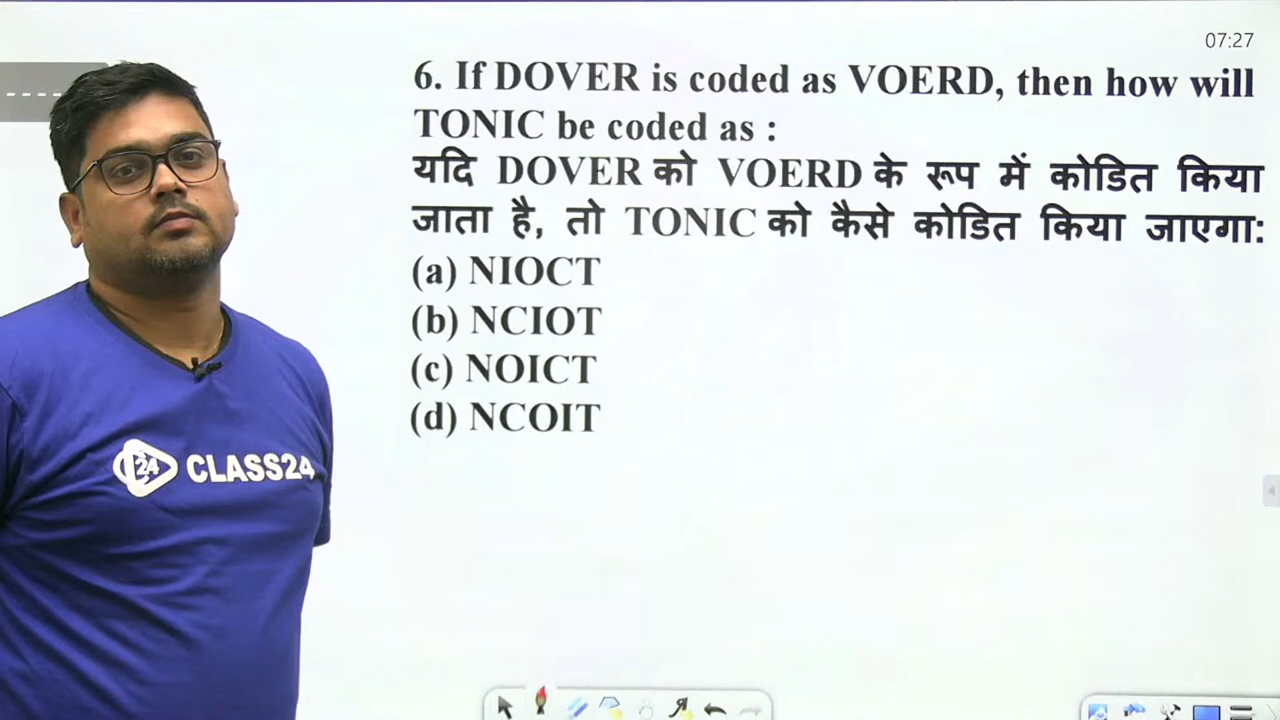 07:27
6. If DOVER is coded as VOERD, then how will
TONIC be coded as :
यदि DOVER को VOERD के रूप में कोडित किया
जाता है, तो TONIC को कैसे कोडित किया जाएगा:
(a) NIOCT
(b) NCIOT
(c) NOICT
(d) NCOIT
24 CLASS24